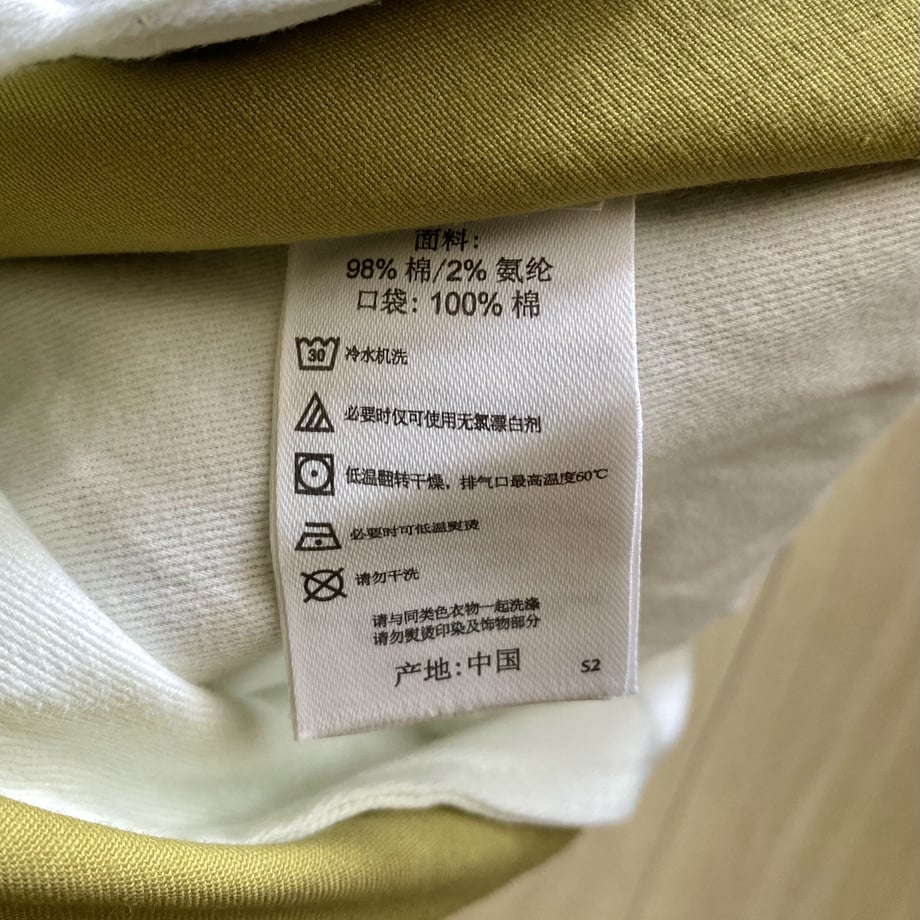 面料：
98% 棉/2% 氨纶
口袋：100% 棉
30 冷水机洗
必要时仅可使用无氯漂白剂
低温翻转干燥，排气口最高温度60℃
必要时可低温熨烫
请勿干洗
请与同类色衣物一起洗涤
请勿熨烫印染及饰物部分
产地：中国 S2